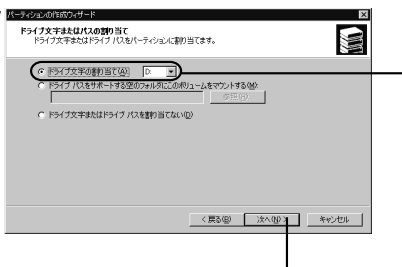 パーティションの作成ウィザード
ドライブ文字またはパスの割り当て
ドライブ文字またはドライブ パスをパーティションに割り当てます。
ドライブ文字の割り当て(A) D:
ドライブ パスをサポートする空のフォルダにこのボリュームをマウントする(M):
参照(R)
ドライブ文字またはドライブ パスを割り当てない(D)
< 戻る(B) 次へ(N) > キャンセル